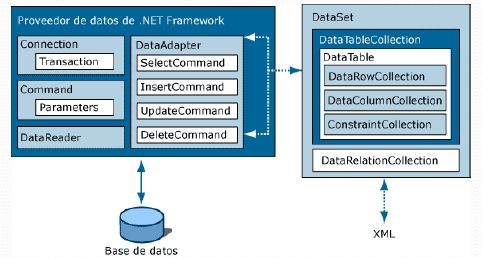 Proveedor de datos de .NET Framework
Connection
Transaction
Command
Parameters
DataReader
DataAdapter
SelectCommand
InsertCommand
UpdateCommand
DeleteCommand
Base de datos
DataSet
DataTableCollection
DataTable
DataRowCollection
DataColumnCollection
ConstraintCollection
DataRelationCollection
XML